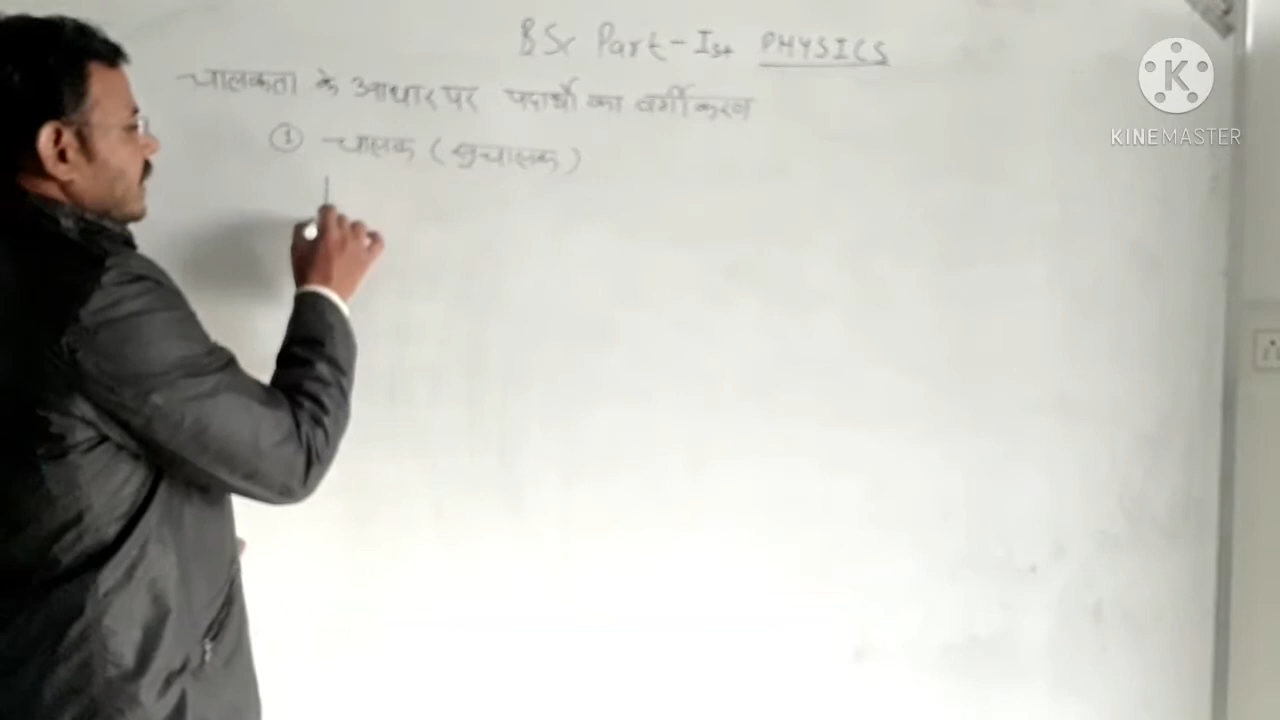 BSc Part-Ist PHYSICS
चालकता के आधार पर पदार्थो का वर्गीकरण
① चालक (सुचालक)
KINEMASTER